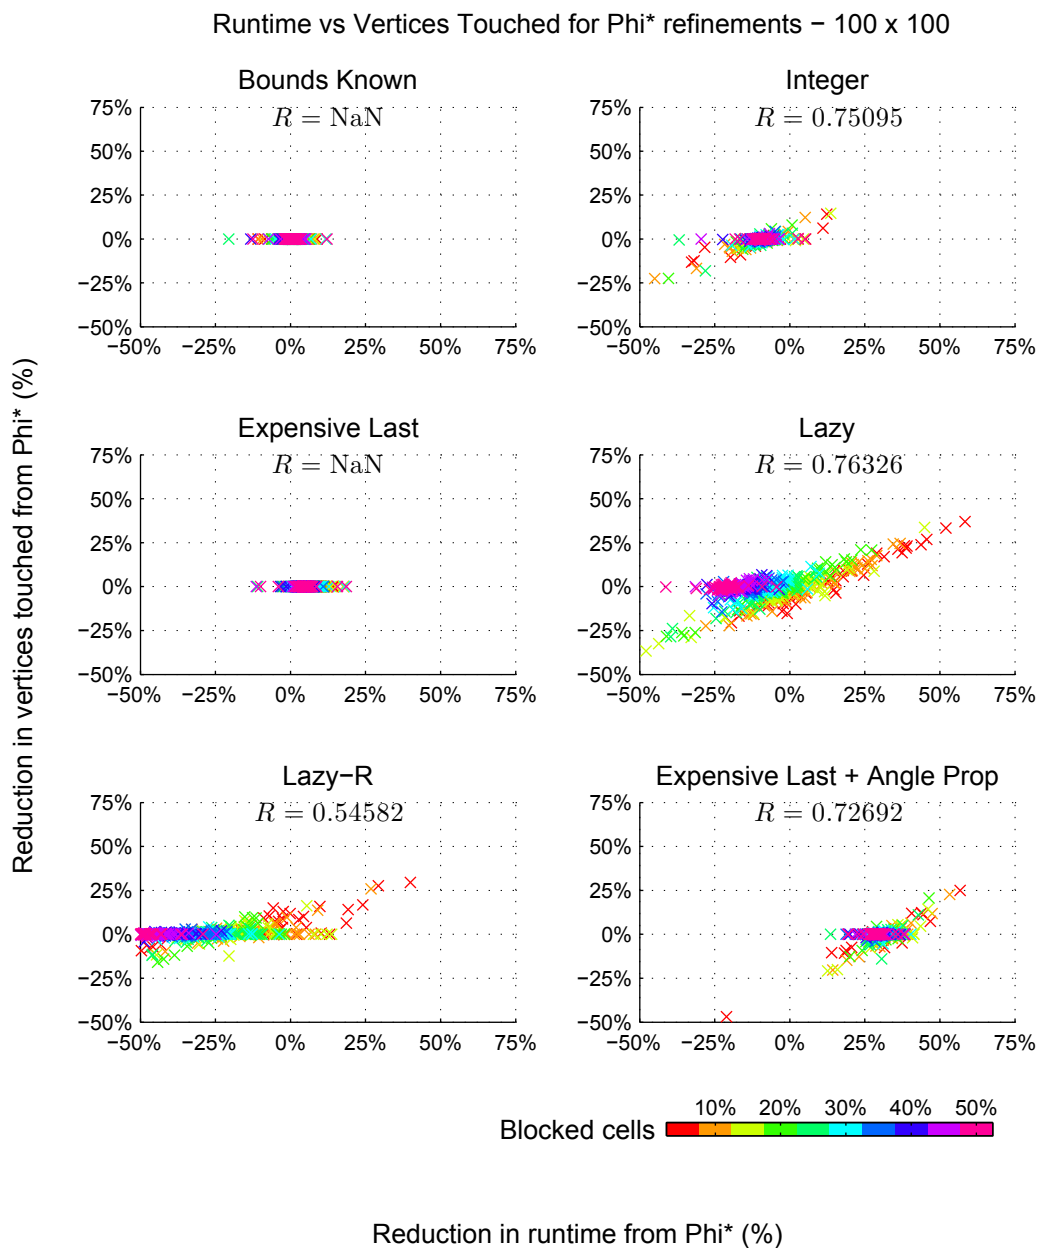 Runtime vs Vertices Touched for Phi* refinements − 100 x 100
Reduction in vertices touched from Phi* (%)
Bounds Known
R = NaN
75%
50%
25%
0%
−25%
−50%
−50% −25% 0% 25% 50% 75%
Integer
R = 0.75095
75%
50%
25%
0%
−25%
−50%
−50% −25% 0% 25% 50% 75%
Expensive Last
R = NaN
75%
50%
25%
0%
−25%
−50%
−50% −25% 0% 25% 50% 75%
Lazy
R = 0.76326
75%
50%
25%
0%
−25%
−50%
−50% −25% 0% 25% 50% 75%
Lazy−R
R = 0.54582
75%
50%
25%
0%
−25%
−50%
−50% −25% 0% 25% 50% 75%
Expensive Last + Angle Prop
R = 0.72692
75%
50%
25%
0%
−25%
−50%
−50% −25% 0% 25% 50% 75%
10% 20% 30% 40% 50%
Blocked cells
Reduction in runtime from Phi* (%)